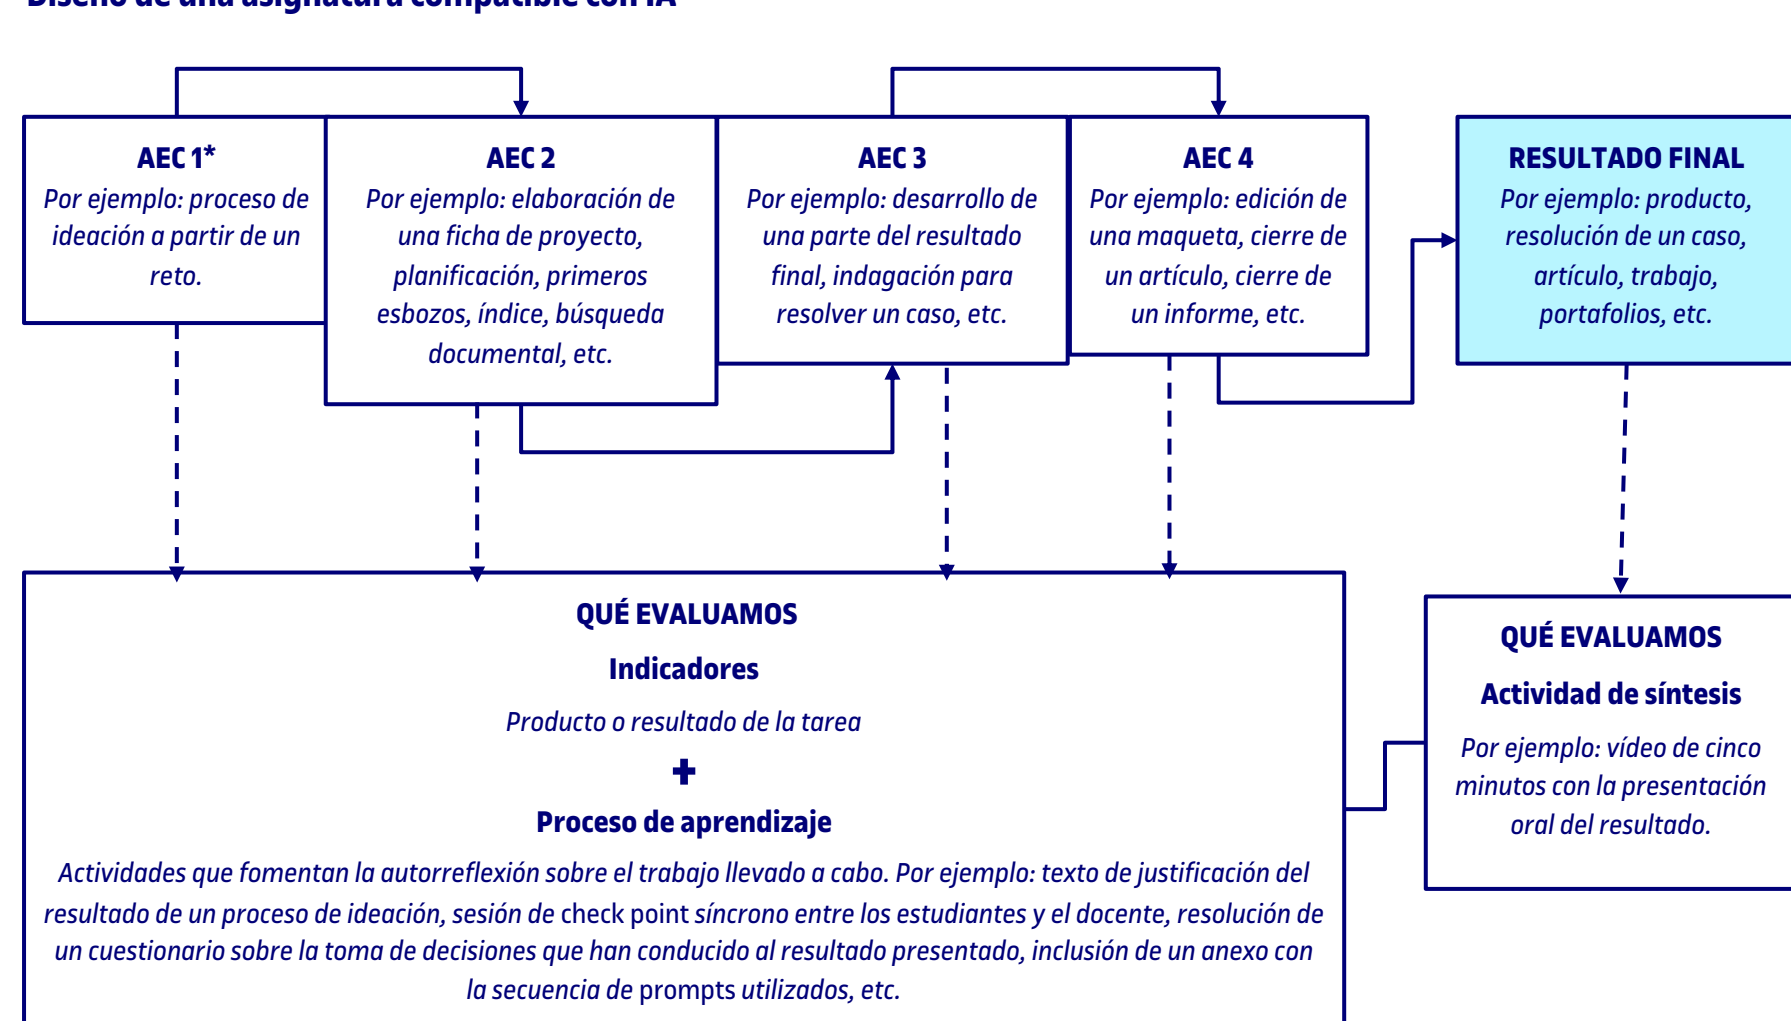 Diseño de una asignatura compatible con IA
AEC 1*
Por ejemplo: proceso de
ideación a partir de un
reto.
AEC 2
Por ejemplo: elaboración de
una ficha de proyecto,
planificación, primeros
esbozos, índice, búsqueda
documental, etc.
AEC 3
Por ejemplo: desarrollo de
una parte del resultado
final, indagación para
resolver un caso, etc.
AEC 4
Por ejemplo: edición de
una maqueta, cierre de
un artículo, cierre de
un informe, etc.
RESULTADO FINAL
Por ejemplo: producto,
resolución de un caso,
artículo, trabajo,
portafolios, etc.
QUÉ EVALUAMOS
Indicadores
Producto o resultado de la tarea
+
Proceso de aprendizaje
Actividades que fomentan la autorreflexión sobre el trabajo llevado a cabo. Por ejemplo: texto de justificación del
resultado de un proceso de ideación, sesión de check point síncrono entre los estudiantes y el docente, resolución de
un cuestionario sobre la toma de decisiones que han conducido al resultado presentado, inclusión de un anexo con
la secuencia de prompts utilizados, etc.
QUÉ EVALUAMOS
Actividad de síntesis
Por ejemplo: vídeo de cinco
minutos con la presentación
oral del resultado.